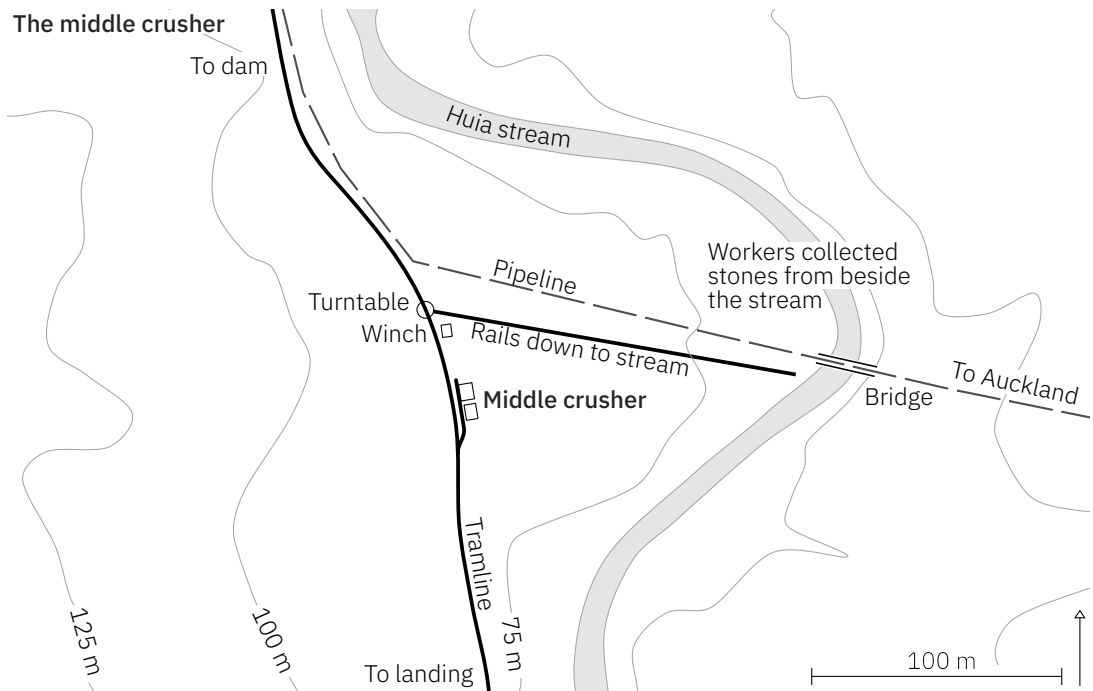 The middle crusher
To dam
Huia stream
Workers collected
stones from beside
the stream
Pipeline
Turntable
Winch
Rails down to stream
To Auckland
Bridge
Middle crusher
Tramline
125 m
100 m
75 m
To landing
100 m